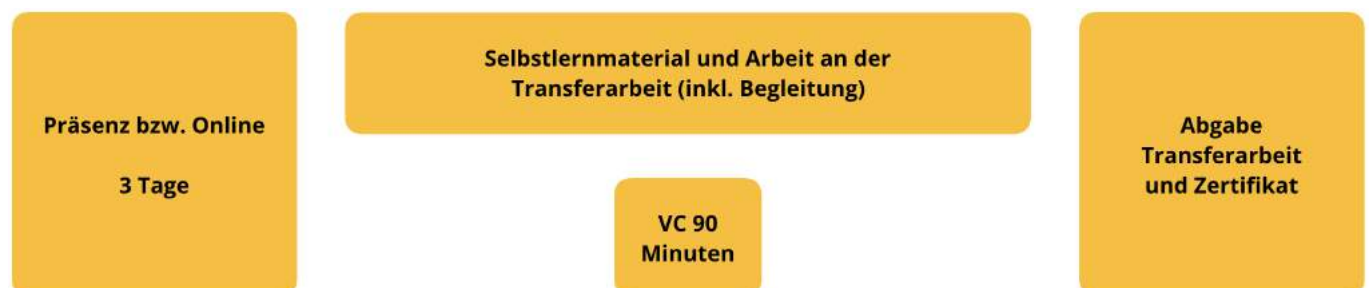 Präsenz bzw. Online
3 Tage
Selbstlernmaterial und Arbeit an der
Transferarbeit (inkl. Begleitung)
VC 90
Minuten
Abgabe
Transferarbeit
und Zertifikat